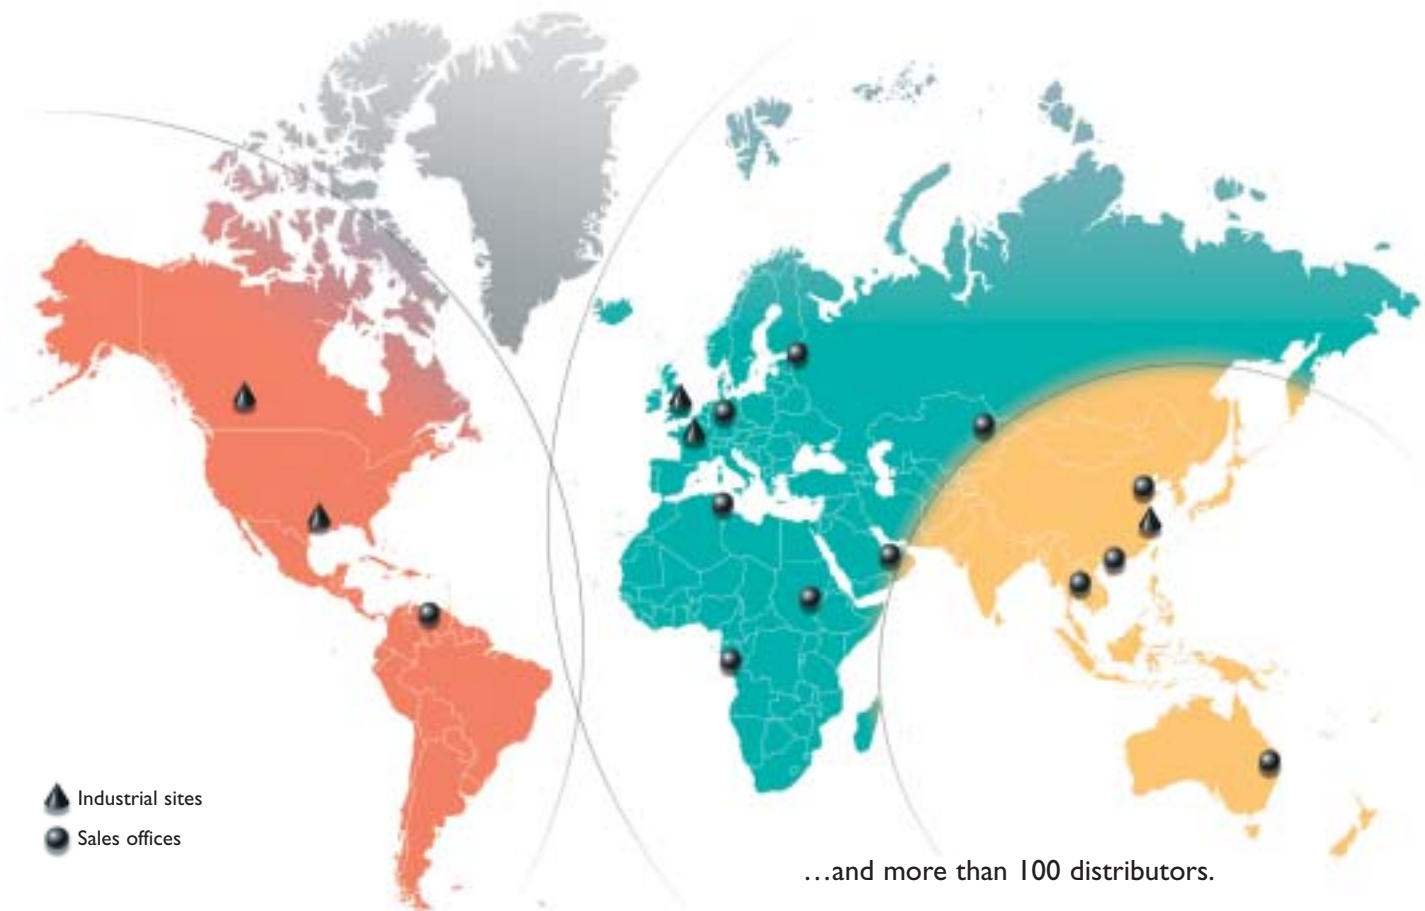 Industrial sites
Sales offices
…and more than 100 distributors.